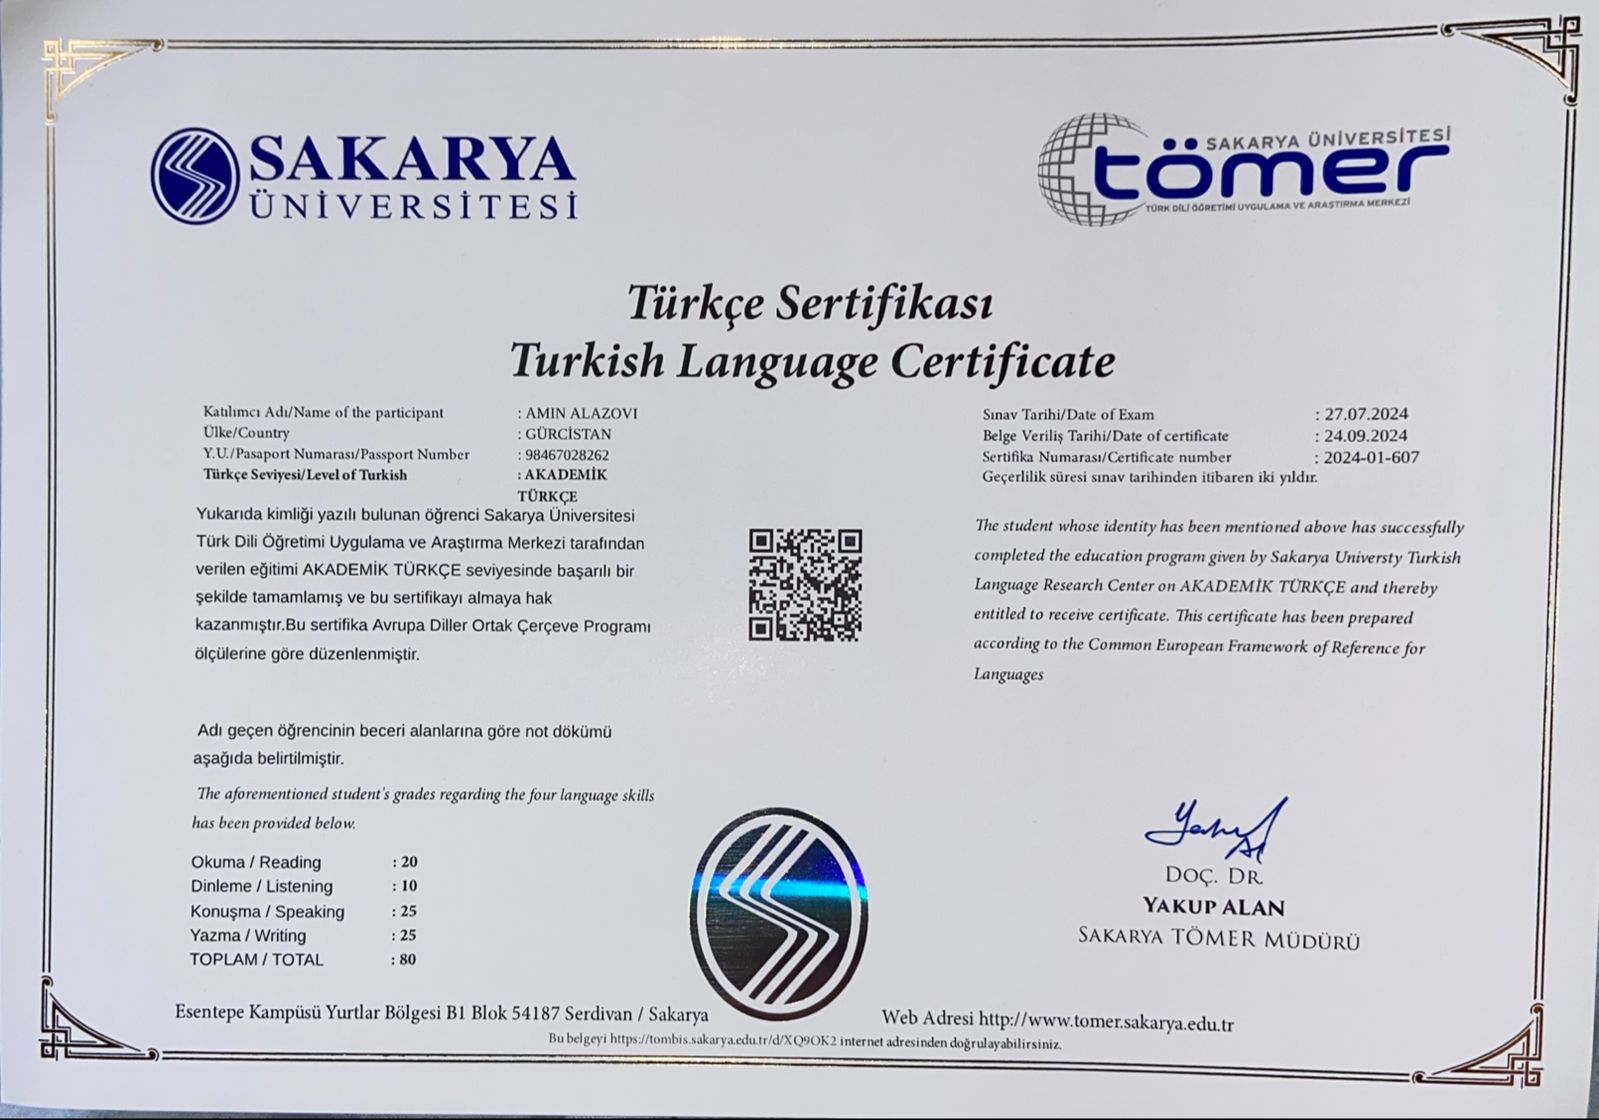 SAKARYA
ÜNİVERSİTESİ
SAKARYA ÜNİVERSİTESİ
tömer
TÜRK DİLİ ÖĞRETİMİ UYGULAMA VE ARAŞTIRMA MERKEZİ
Türkçe Sertifikası
Turkish Language Certificate
Katılımcı Adı/Name of the participant : AMIN ALAZOVI
Ülke/Country : GÜRCİSTAN
Y.U./Pasaport Numarası/Passport Number : 98467028262
Türkçe Seviyesi/Level of Turkish : AKADEMİK
TÜRKÇE
Yukarıda kimliği yazılı bulunan öğrenci Sakarya Üniversitesi
Türk Dili Öğretimi Uygulama ve Araştırma Merkezi tarafından
verilen eğitimi AKADEMİK TÜRKÇE seviyesinde başarılı bir
şekilde tamamlamış ve bu sertifikayı almaya hak
kazanmıştır.Bu sertifika Avrupa Diller Ortak Çerçeve Programı
ölçülerine göre düzenlenmiştir.
Sınav Tarihi/Date of Exam : 27.07.2024
Belge Veriliş Tarihi/Date of certificate : 24.09.2024
Sertifika Numarası/Certificate number : 2024-01-607
Geçerlilik süresi sınav tarihinden itibaren iki yıldır.
The student whose identity has been mentioned above has successfully
completed the education program given by Sakarya Universty Turkish
Language Research Center on AKADEMİK TÜRKÇE and thereby
entitled to receive certificate. This certificate has been prepared
according to the Common European Framework of Reference for
Languages
Adı geçen öğrencinin beceri alanlarına göre not dökümü
aşağıda belirtilmiştir.
The aforementioned student's grades regarding the four language skills
has been provided below.
Okuma / Reading : 20
Dinleme / Listening : 10
Konuşma / Speaking : 25
Yazma / Writing : 25
TOPLAM / TOTAL : 80
DOÇ. DR.
YAKUP ALAN
SAKARYA TÖMER MÜDÜRÜ
Esentepe Kampüsü Yurtlar Bölgesi B1 Blok 54187 Serdivan / Sakarya
Web Adresi http://www.tomer.sakarya.edu.tr
Bu belgeyi https://tombis.sakarya.edu.tr/d/XQ9OK2 internet adresinden doğrulayabilirsiniz.